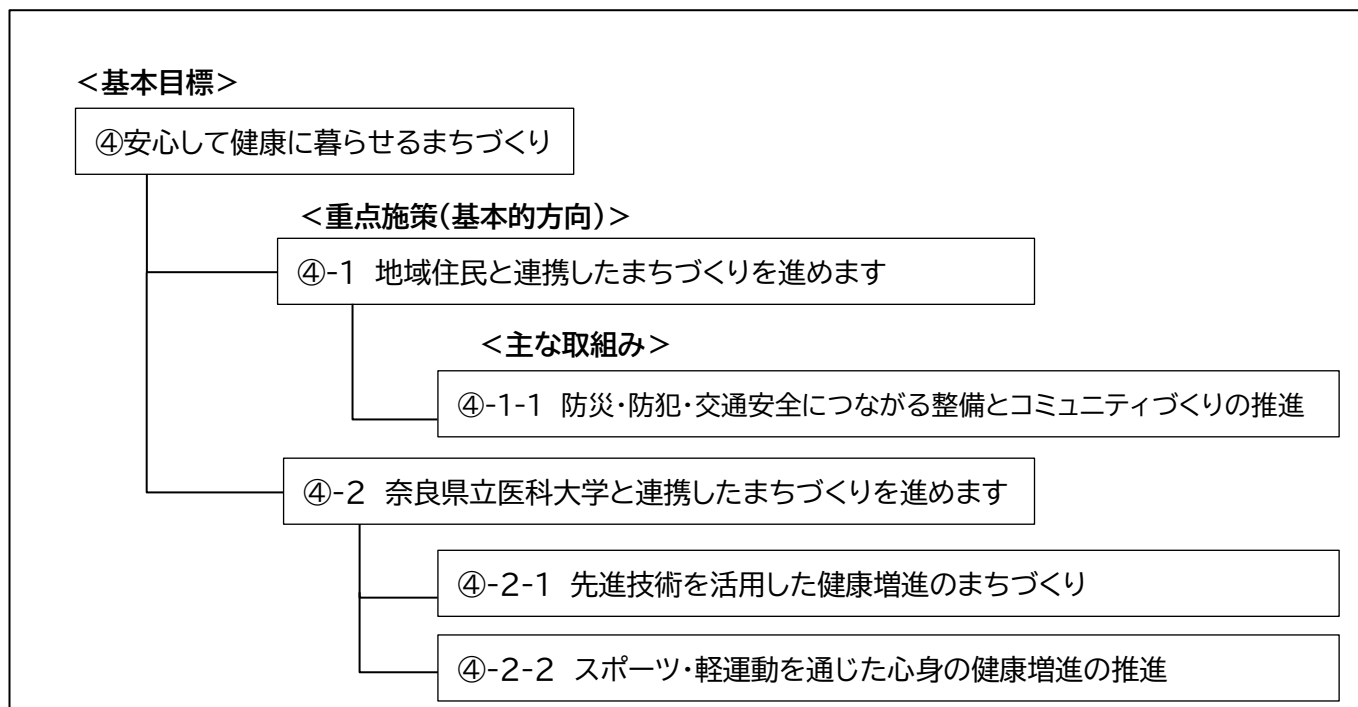 <基本目標>
④安心して健康に暮らせるまちづくり
<重点施策(基本的方向)>
④-1 地域住民と連携したまちづくりを進めます
<主な取組み>
④-1-1 防災・防犯・交通安全につながる整備とコミュニティづくりの推進
④-2 奈良県立医科大学と連携したまちづくりを進めます
④-2-1 先進技術を活用した健康増進のまちづくり
④-2-2 スポーツ・軽運動を通じた心身の健康増進の推進